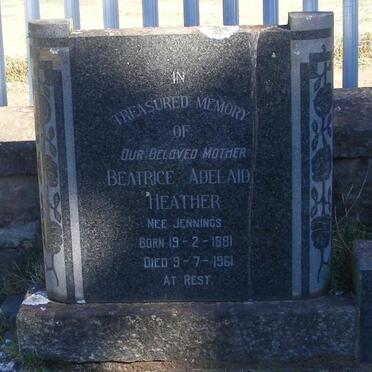 IN
TREASURED MEMORY
OF
OUR BELOVED MOTHER
BEATRICE ADELAID
HEATHER
NEE JENNINGS
BORN 19-2-1881
DIED 9-7-1961
AT REST